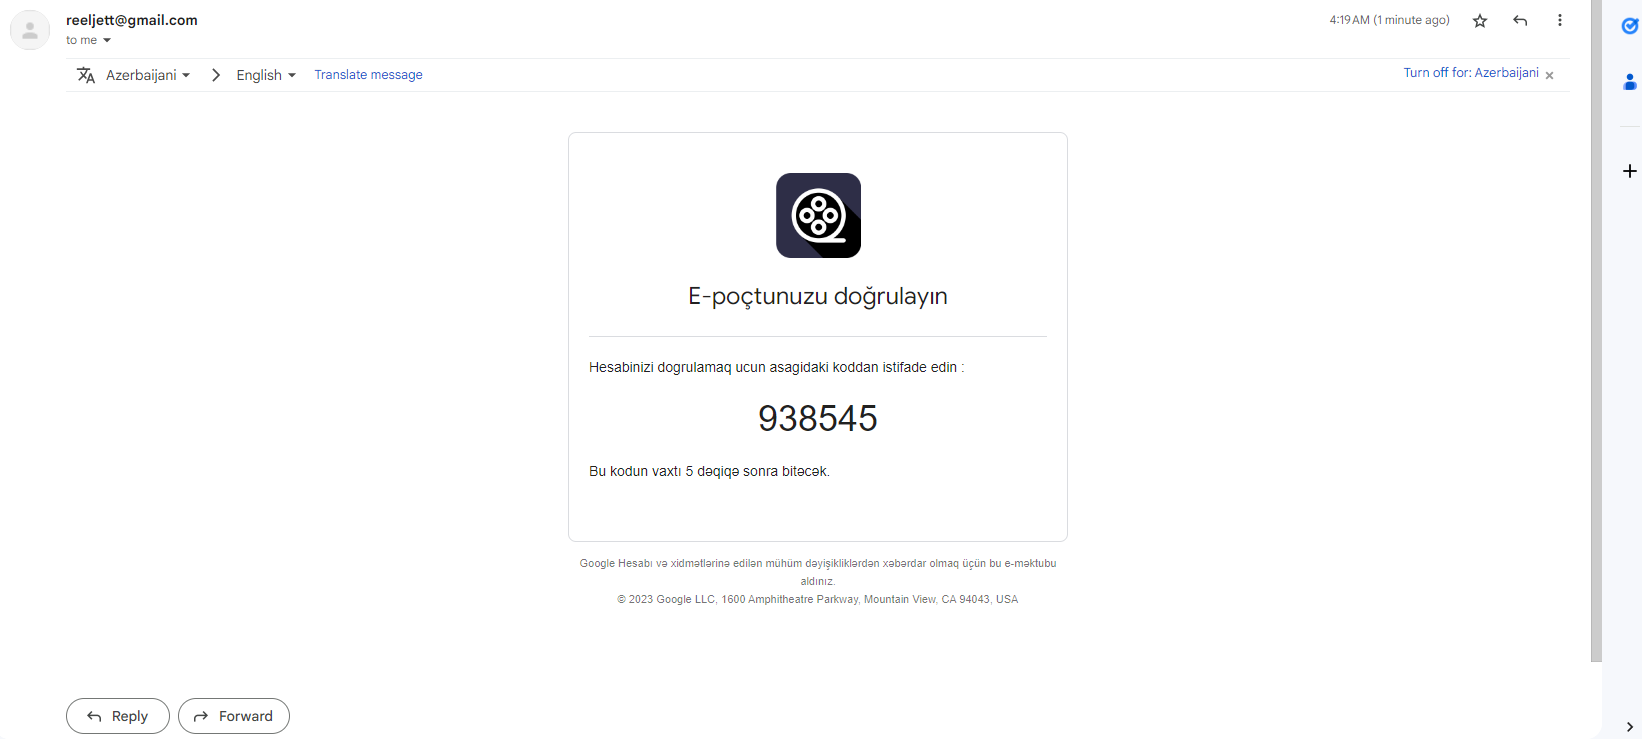 reeljett@gmail.com
4:19 AM (1 minute ago)
to me
Azerbaijani
English
Translate message
Turn off for: Azerbaijani
E-poçtunuzu doğrulayın
Hesabinizi dogrulamaq ucun asagidaki koddan istifade edin :
938545
Bu kodun vaxtı 5 dəqiqə sonra bitəcək.
Google Hesabı və xidmətlərinə edilən mühüm dəyişikliklərdən xəbərdar olmaq üçün bu e-məktubu
aldınız.
© 2023 Google LLC, 1600 Amphitheatre Parkway, Mountain View, CA 94043, USA
Reply
Forward